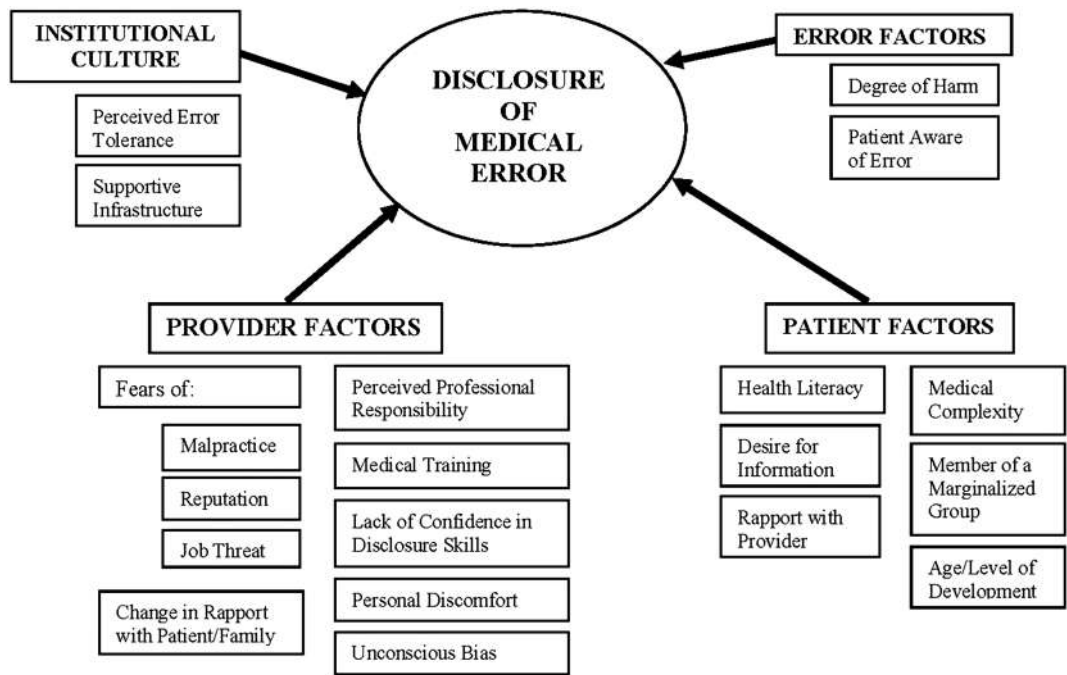 INSTITUTIONAL
CULTURE
Perceived Error
Tolerance
Supportive
Infrastructure
DISCLOSURE
OF
MEDICAL
ERROR
ERROR FACTORS
Degree of Harm
Patient Aware
of Error
PROVIDER FACTORS
Fears of:
Malpractice
Reputation
Job Threat
Change in Rapport
with Patient/Family
Perceived Professional
Responsibility
Medical Training
Lack of Confidence in
Disclosure Skills
Personal Discomfort
Unconscious Bias
PATIENT FACTORS
Health Literacy
Desire for
Information
Rapport with
Provider
Medical
Complexity
Member of a
Marginalized
Group
Age/Level of
Development